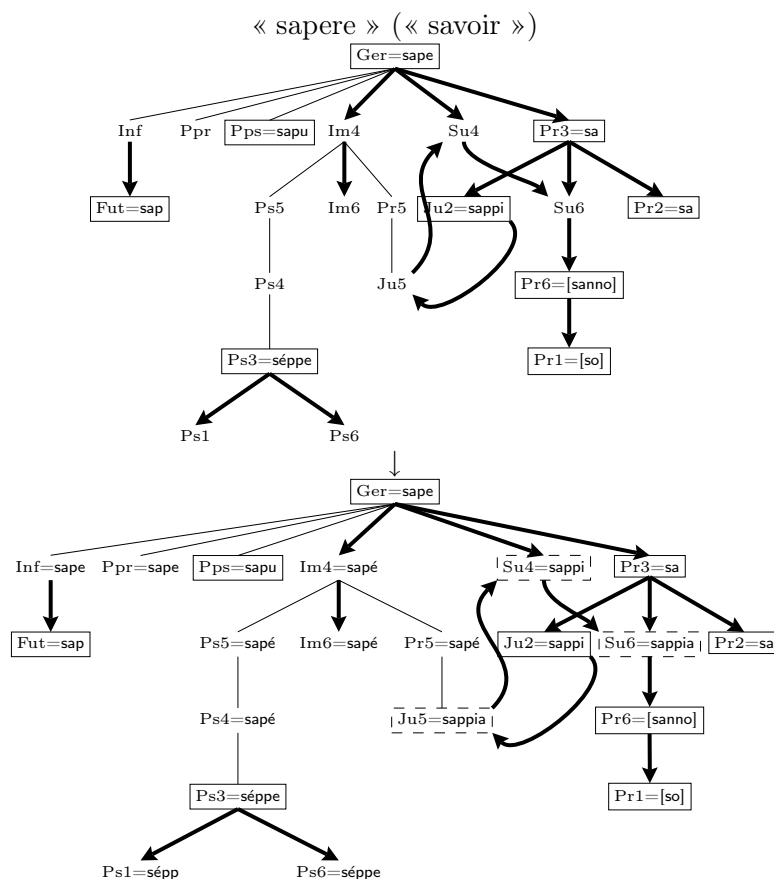 « sapere » (« savoir »)
Ger=sape
Inf Ppr Pps=sapu Im4 Su4 Pr3=sa
Fut=sap Ps5 Im6 Pr5 Ju2=sappi Su6 Pr2=sa
Ps4 Ju5 Pr6=[sanno]
Ps3=séppe Pr1=[so]
Ps1 Ps6
↓
Ger=sape
Inf=sape Ppr=sape Pps=sapu Im4=sapé Su4=sappi Pr3=sa
Fut=sap Ps5=sapé Im6=sapé Pr5=sapé Ju2=sappi Su6=sappia Pr2=sa
Ps4=sapé Ju5=sappia Pr6=[sanno]
Ps3=séppe Pr1=[so]
Ps1=sépp Ps6=séppe